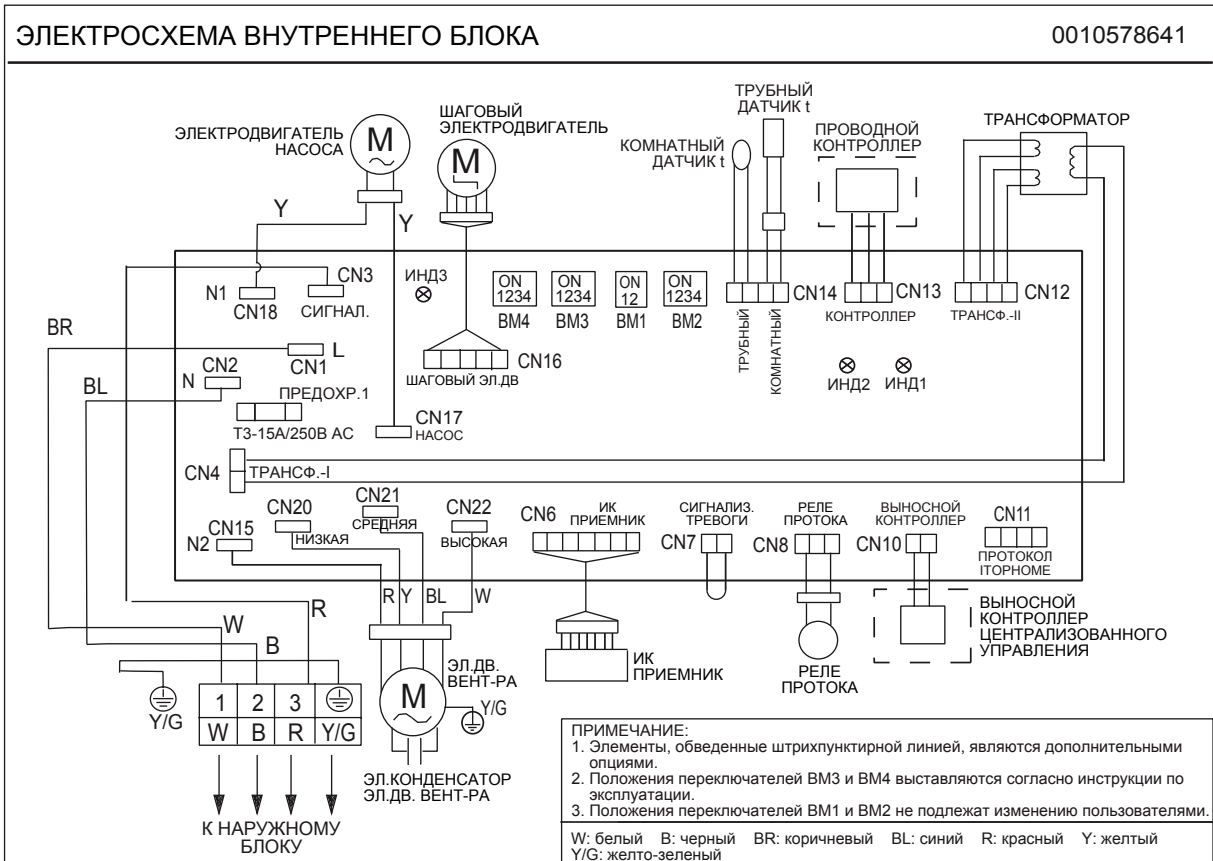 ЭЛЕКТРОСХЕМА ВНУТРЕННЕГО БЛОКА
0010578641
ЭЛЕКТРОДВИГАТЕЛЬ
НАСОСА
M
ШАГОВЫЙ
ЭЛЕКТРОДВИГАТЕЛЬ
M
КОМНАТНЫЙ
ДАТЧИК t
ТРУБНЫЙ
ДАТЧИК t
ПРОВОДНОЙ
КОНТРОЛЛЕР
ТРАНСФОРМАТОР
Y
Y
N1
CN18
CN3
СИГНАЛ.
ИНД3
ON
1234
BM4
ON
1234
BM3
ON
12
BM1
ON
1234
BM2
CN14
ТРУБНЫЙ
КОМНАТНЫЙ
CN13
КОНТРОЛЛЕР
CN12
ТРАНСФ.-II
BR
BL
L
CN1
CN2
N
ПРЕДОХР.1
T3-15A/250B AC
CN16
ШАГОВЫЙ ЭЛ.ДВ
ИНД2
ИНД1
CN17
НАСОС
CN4
ТРАНСФ.-I
CN15
N2
CN20
НИЗКАЯ
CN21
СРЕДНЯЯ
CN22
ВЫСОКАЯ
CN6
ИК
ПРИЕМНИК
СИГНАЛИЗ.
ТРЕВОГИ
CN7
РЕЛЕ
ПРОТОКА
CN8
ВЫНОСНОЙ
КОНТРОЛЛЕР
CN10
CN11
ПРОТОКОЛ
ITOPHOME
R
Y
BL
W
R
W
B
Y/G
1 2 3
W B R Y/G
К НАРУЖНОМУ
БЛОКУ
ЭЛ.ДВ.
ВЕНТ-РА
M
Y/G
ЭЛ.КОНДЕНСАТОР
ЭЛ.ДВ. ВЕНТ-РА
ИК
ПРИЕМНИК
РЕЛЕ
ПРОТОКА
ВЫНОСНОЙ
КОНТРОЛЛЕР
ЦЕНТРАЛИЗОВАННОГО
УПРАВЛЕНИЯ
ПРИМЕЧАНИЕ:
1. Элементы, обведенные штрихпунктирной линией, являются дополнительными
опциями.
2. Положения переключателей BM3 и BM4 выставляются согласно инструкции по
эксплуатации.
3. Положения переключателей BM1 и BM2 не подлежат изменению пользователями.
W: белый B: черный BR: коричневый BL: синий R: красный Y: желтый
Y/G: желто-зеленый